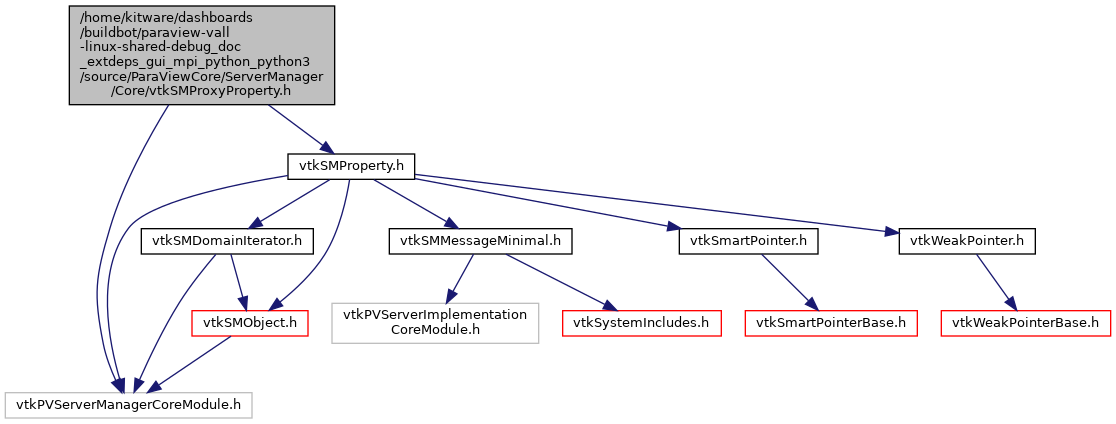 /home/kitware/dashboards
/buildbot/paraview-vall
-linux-shared-debug_doc
_extdeps_gui_mpi_python_python3
/source/ParaViewCore/ServerManager
/Core/vtkSMProxyProperty.h
vtkSMProperty.h
vtkSMDomainIterator.h
vtkSMMessageMinimal.h
vtkSmartPointer.h
vtkWeakPointer.h
vtkSMObject.h
vtkPVServerImplementation
CoreModule.h
vtkSystemIncludes.h
vtkSmartPointerBase.h
vtkWeakPointerBase.h
vtkPVServerManagerCoreModule.h